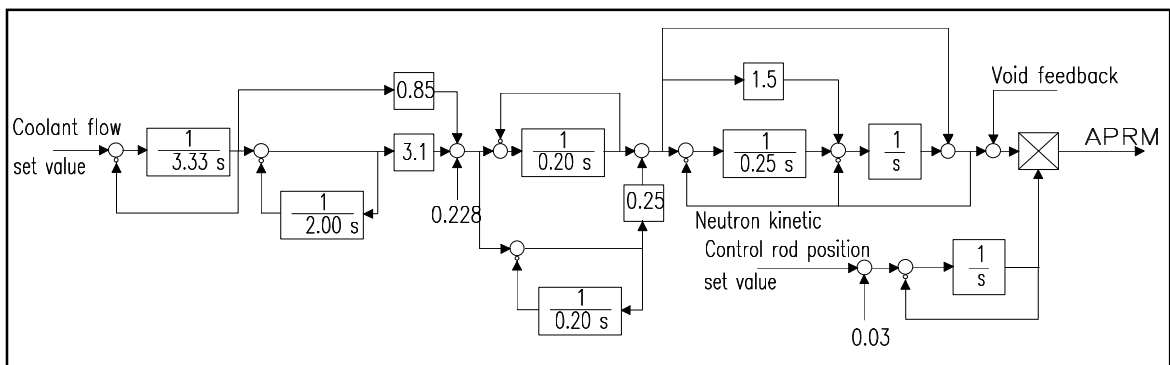 Coolant flow
set value
1
3.33 s
1
2.00 s
0.85
3.1
0.228
1
0.20 s
1
0.20 s
0.25
1.5
1
0.25 s
1
s
Neutron kinetic
Void feedback
APRM
Control rod position
set value
0.03
1
s